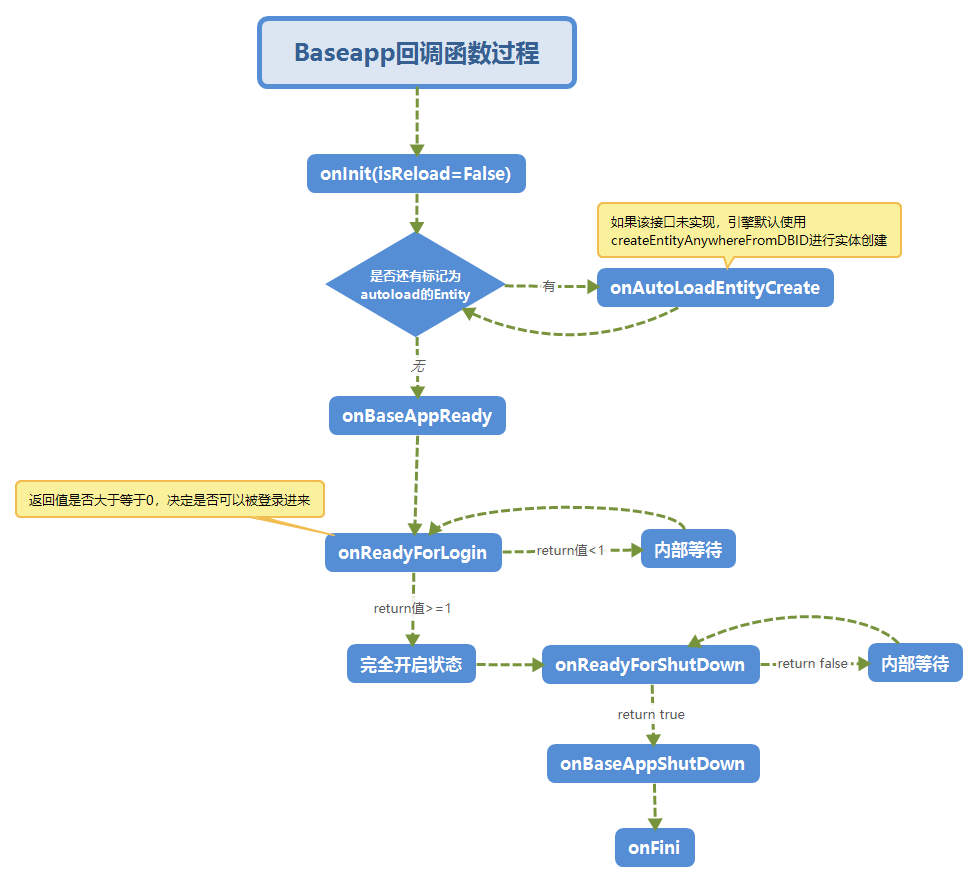 Baseapp回调函数过程
onInit(isReload=False)
如果该接口未实现，引擎默认使用
createEntityAnywhereFromDBID进行实体创建
是否还有标记为
autoload的Entity
有
onAutoLoadEntityCreate
无
onBaseAppReady
返回值是否大于等于0，决定是否可以被登录进来
onReadyForLogin
return值<1
内部等待
return值>=1
完全开启状态
onReadyForShutDown
return false
内部等待
return true
onBaseAppShutDown
onFini